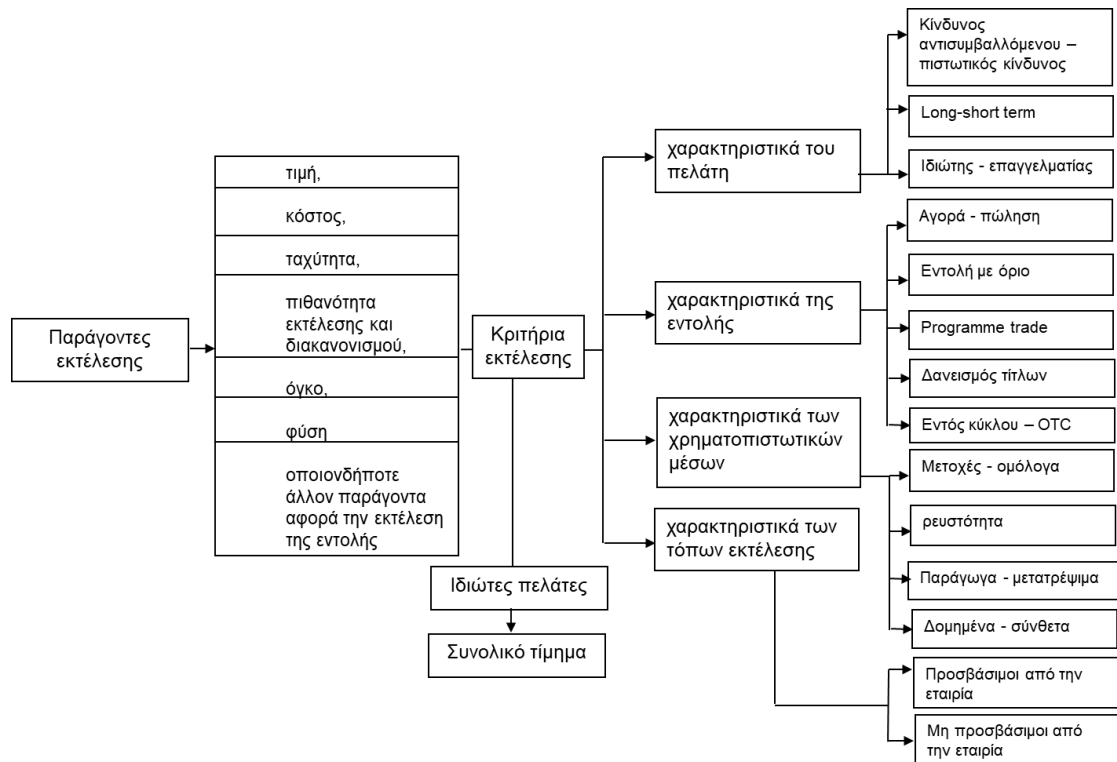 Παράγοντες
εκτέλεσης
τιμή,
κόστος,
ταχύτητα,
πιθανότητα
εκτέλεσης και
διακανονισμού,
όγκο,
φύση
οποιονδήποτε
άλλον παράγοντα
αφορά την εκτέλεση
της εντολής
Κριτήρια
εκτέλεσης
Ιδιώτες πελάτες
Συνολικό τίμημα
χαρακτηριστικά του
πελάτη
χαρακτηριστικά της
εντολής
χαρακτηριστικά των
χρηματοπιστωτικών
μέσων
χαρακτηριστικά των
τόπων εκτέλεσης
Κίνδυνος
αντισυμβαλλόμενου –
πιστωτικός κίνδυνος
Long-short term
Ιδιώτης - επαγγελματίας
Αγορά - πώληση
Εντολή με όριο
Programme trade
Δανεισμός τίτλων
Εντός κύκλου – OTC
Μετοχές - ομόλογα
ρευστότητα
Παράγωγα - μετατρέψιμα
Δομημένα - σύνθετα
Προσβάσιμοι από την
εταιρία
Μη προσβάσιμοι από
την εταιρία